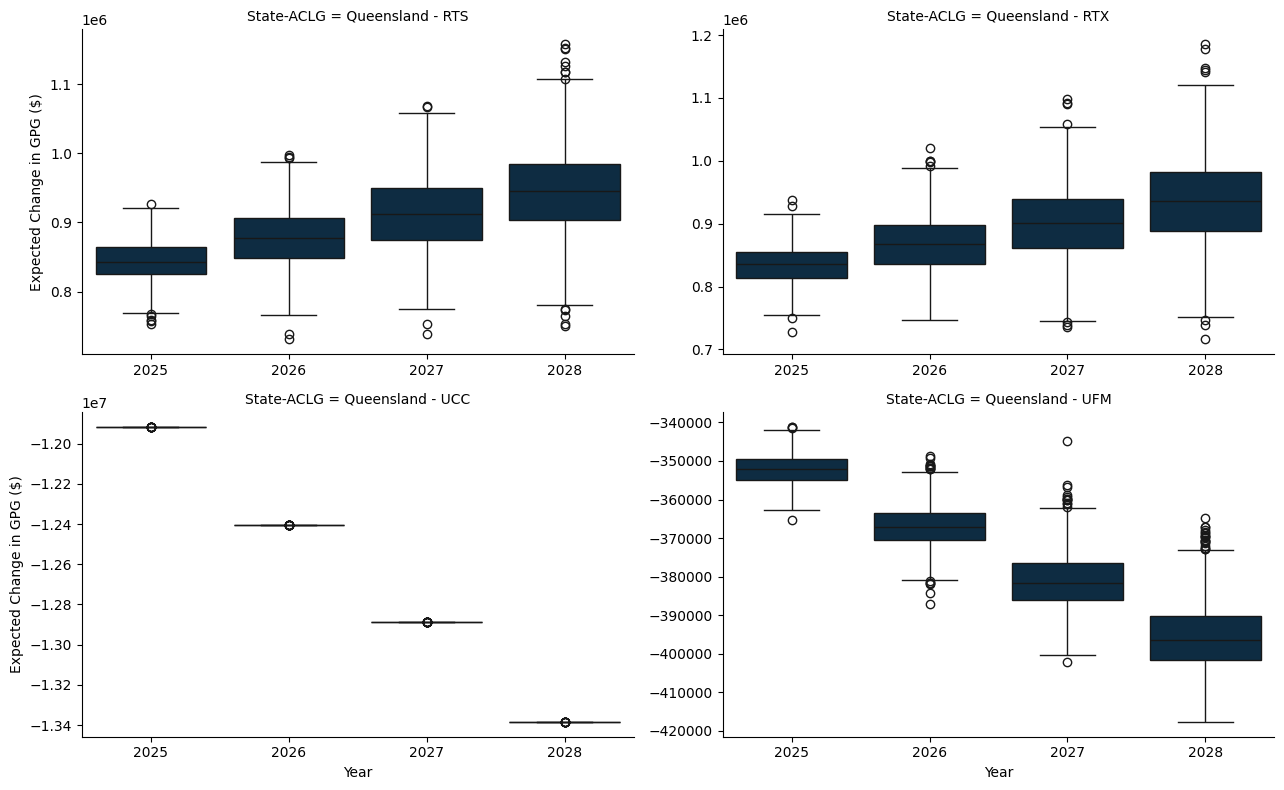 State-ACLG = Queensland - RTS
1e6
Expected Change in GPG ($)
1.1
1.0
0.9
0.8
2025 2026 2027 2028
State-ACLG = Queensland - RTX
1e6
1.2
1.1
1.0
0.9
0.8
0.7
2025 2026 2027 2028
State-ACLG = Queensland - UCC
1e7
Expected Change in GPG ($)
−1.20
−1.22
−1.24
−1.26
−1.28
−1.30
−1.32
−1.34
2025 2026 2027 2028
Year
State-ACLG = Queensland - UFM
−340000
−350000
−360000
−370000
−380000
−390000
−400000
−410000
−420000
2025 2026 2027 2028
Year